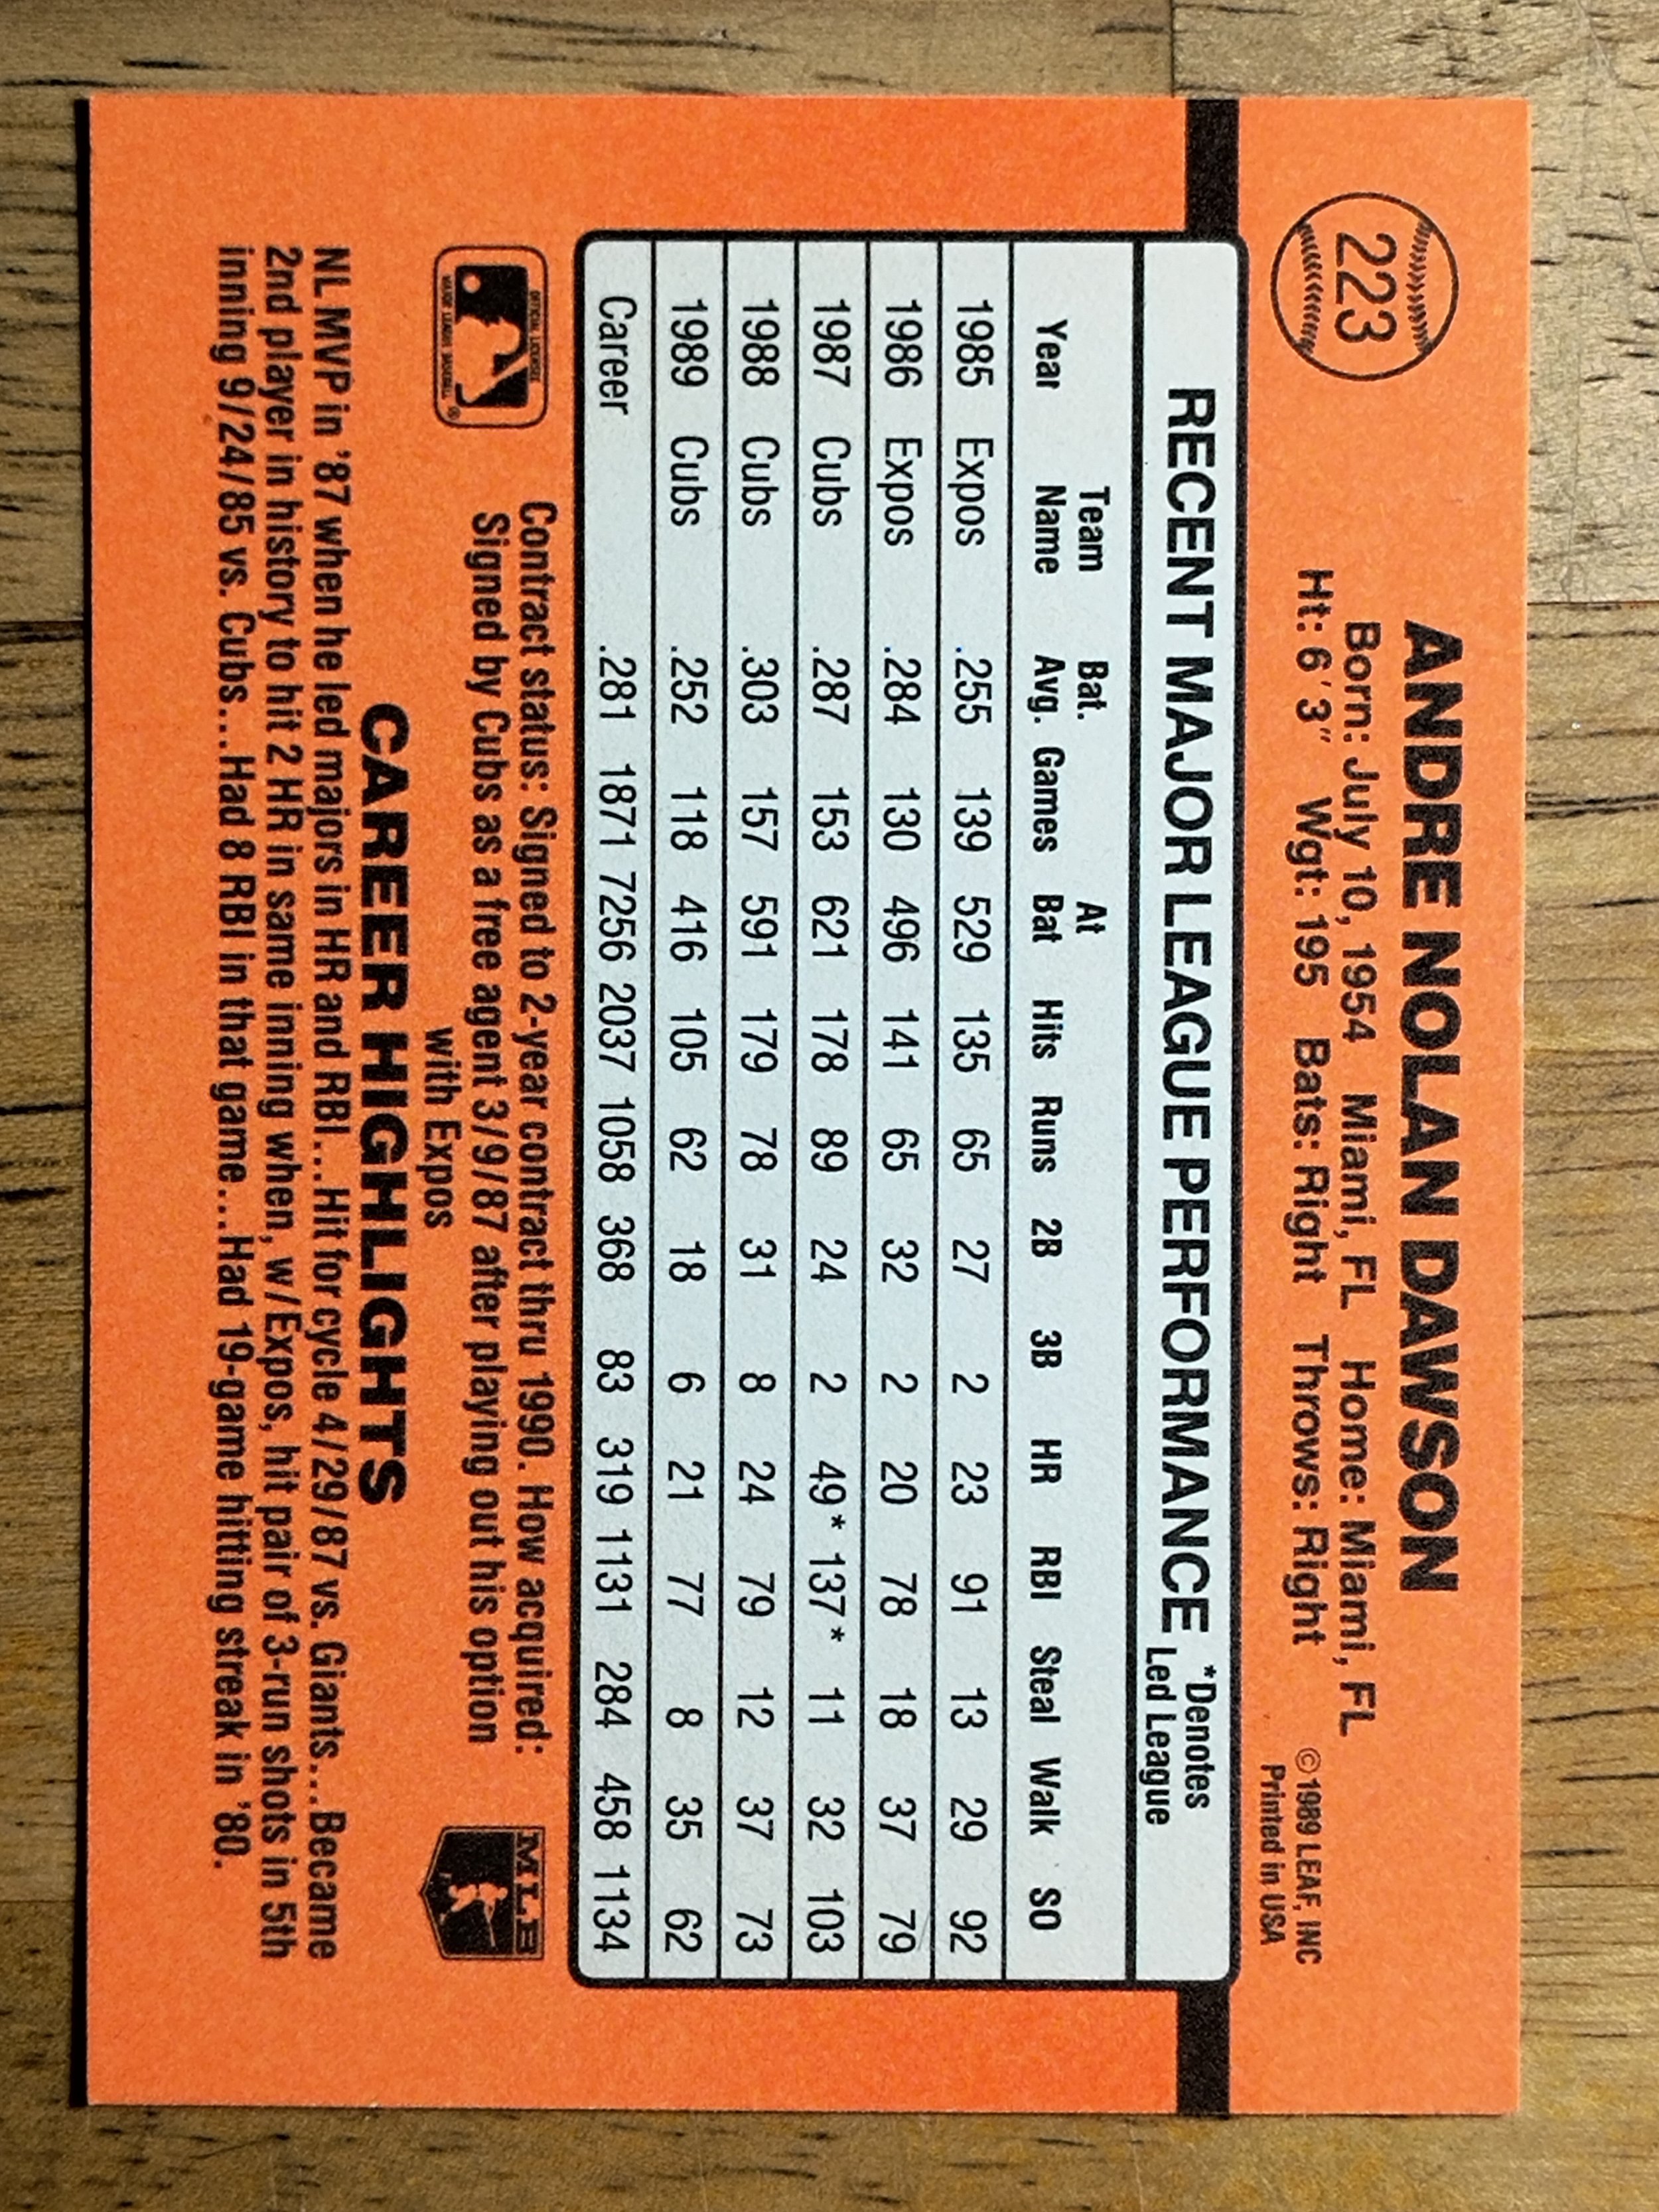 223
ANDRE NOLAN DAWSON
Born: July 10, 1954 Miami, FL Home: Miami, FL
Ht: 6'3" Wgt: 195 Bats: Right Throws: Right
©1989 LEAF, INC
Printed in USA
RECENT MAJOR LEAGUE PERFORMANCE *Denotes Led League
Year Team Name Bat. Avg. Games At Bat Hits Runs 2B 3B HR RBI Steal Walk SO
1985 Expos .255 139 529 135 65 27 2 23 91 13 29 92
1986 Expos .284 130 496 141 65 32 2 20 78 18 37 79
1987 Cubs .287 153 621 178 89 24 2 49* 137* 11 32 103
1988 Cubs .303 157 591 179 78 31 8 24 79 12 37 73
1989 Cubs .252 118 416 105 62 18 6 21 77 8 35 62
Career .281 1871 7256 2037 1058 368 83 319 1131 284 458 1134
OFFICIAL LICENSEE
MAJOR LEAGUE BASEBALL ®
Contract status: Signed to 2-year contract thru 1990. How acquired:
Signed by Cubs as a free agent 3/9/87 after playing out his option
with Expos
MLB
CAREER HIGHLIGHTS
NL MVP in '87 when he led majors in HR and RBI...Hit for cycle 4/29/87 vs. Giants...Became
2nd player in history to hit 2 HR in same inning when, w/Expos, hit pair of 3-run shots in 5th
inning 9/24/85 vs. Cubs...Had 8 RBI in that game...Had 19-game hitting streak in '80.